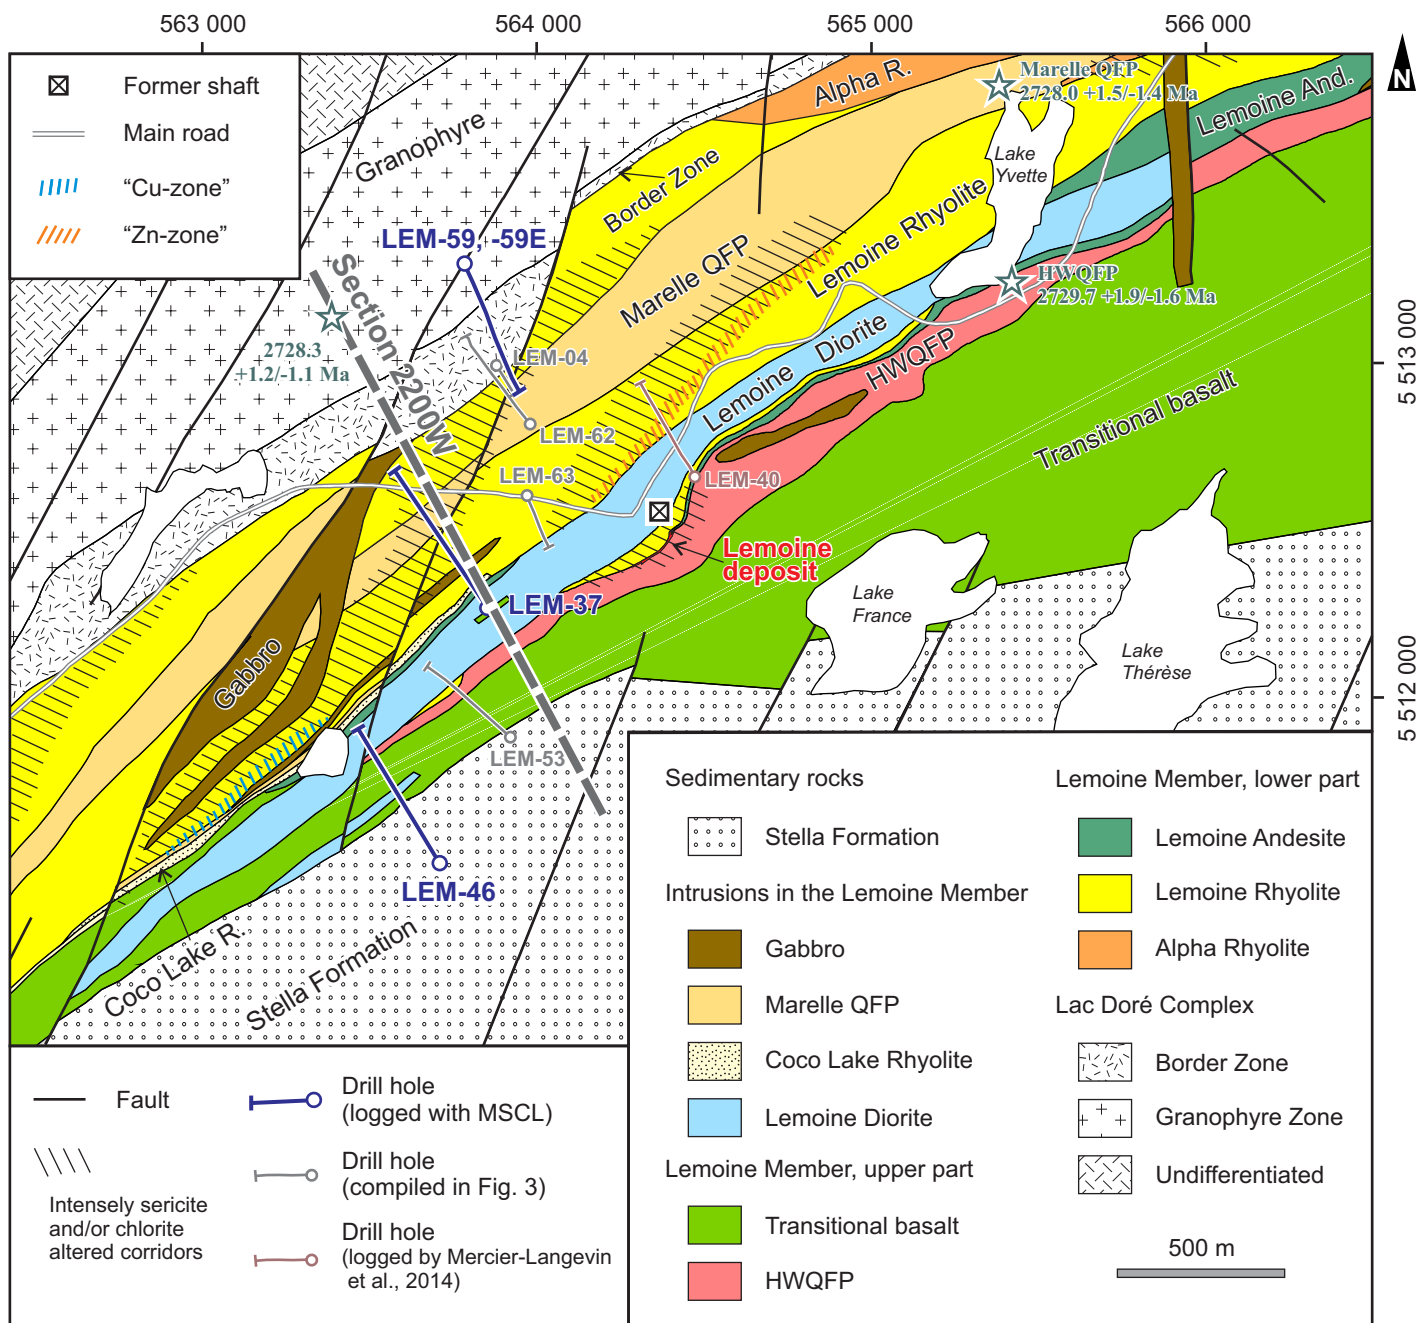 563 000
564 000
565 000
566 000
N
Former shaft
Main road
“Cu-zone”
“Zn-zone”
Granophyre
Alpha R.
Marelle QFP
2728.0 +1.5/-1.4 Ma
Lemoine And.
Lake
Yvette
Border Zone
LEM-59, -59E
Section 2200W
Marelle QFP
Lemoine Rhyolite
HWQFP
2729.7 +1.9/-1.6 Ma
2728.3
+1.2/-1.1 Ma
LEM-04
Lemoine Diorite
HWQFP
5 513 000
LEM-62
Transitional basalt
LEM-63
LEM-40
Lemoine
deposit
LEM-37
Lake
France
Lake
Thérèse
5 512 000
Gabbro
LEM-53
LEM-46
Coco Lake R.
Stella Formation
Sedimentary rocks
Stella Formation
Intrusions in the Lemoine Member
Gabbro
Marelle QFP
Coco Lake Rhyolite
Lemoine Diorite
Lemoine Member, upper part
Transitional basalt
HWQFP
Lemoine Member, lower part
Lemoine Andesite
Lemoine Rhyolite
Alpha Rhyolite
Lac Doré Complex
Border Zone
Granophyre Zone
Undifferentiated
500 m
Fault
Intensely sericite
and/or chlorite
altered corridors
Drill hole
(logged with MSCL)
Drill hole
(compiled in Fig. 3)
Drill hole
(logged by Mercier-Langevin
et al., 2014)